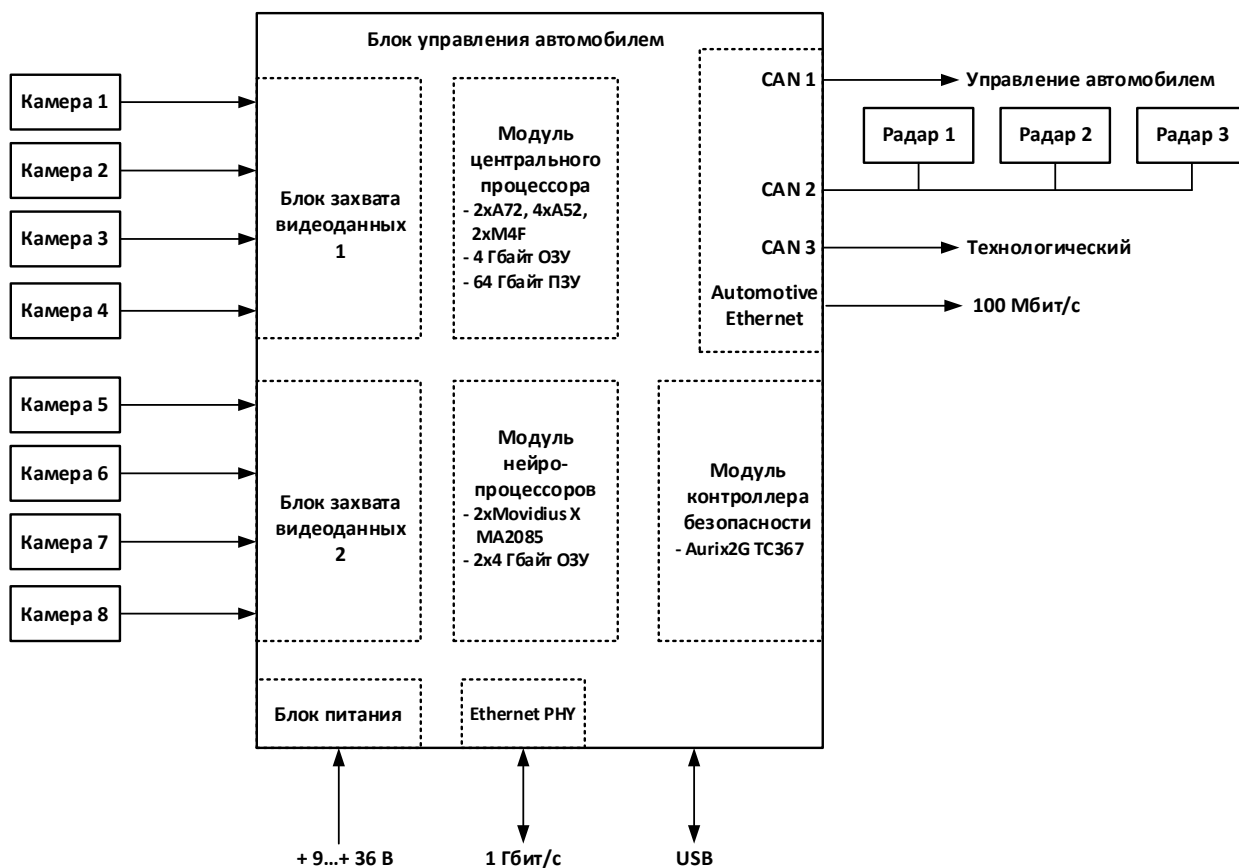 Блок управления автомобилем
Камера 1
Камера 2
Камера 3
Камера 4
Камера 5
Камера 6
Камера 7
Камера 8
Блок захвата
видеоданных
1
Блок захвата
видеоданных
2
Модуль
центрального
процессора
- 2xA72, 4xA52,
2xM4F
- 4 Гбайт ОЗУ
- 64 Гбайт ПЗУ
Модуль
нейро-
процессоров
- 2xMovidius X
MA2085
- 2x4 Гбайт ОЗУ
CAN 1
CAN 2
CAN 3
Automotive
Ethernet
Управление автомобилем
Радар 1
Радар 2
Радар 3
Технологический
100 Мбит/с
Модуль
контроллера
безопасности
- Aurix2G TC367
Блок питания
Ethernet PHY
+ 9...+ 36 В
1 Гбит/с
USB